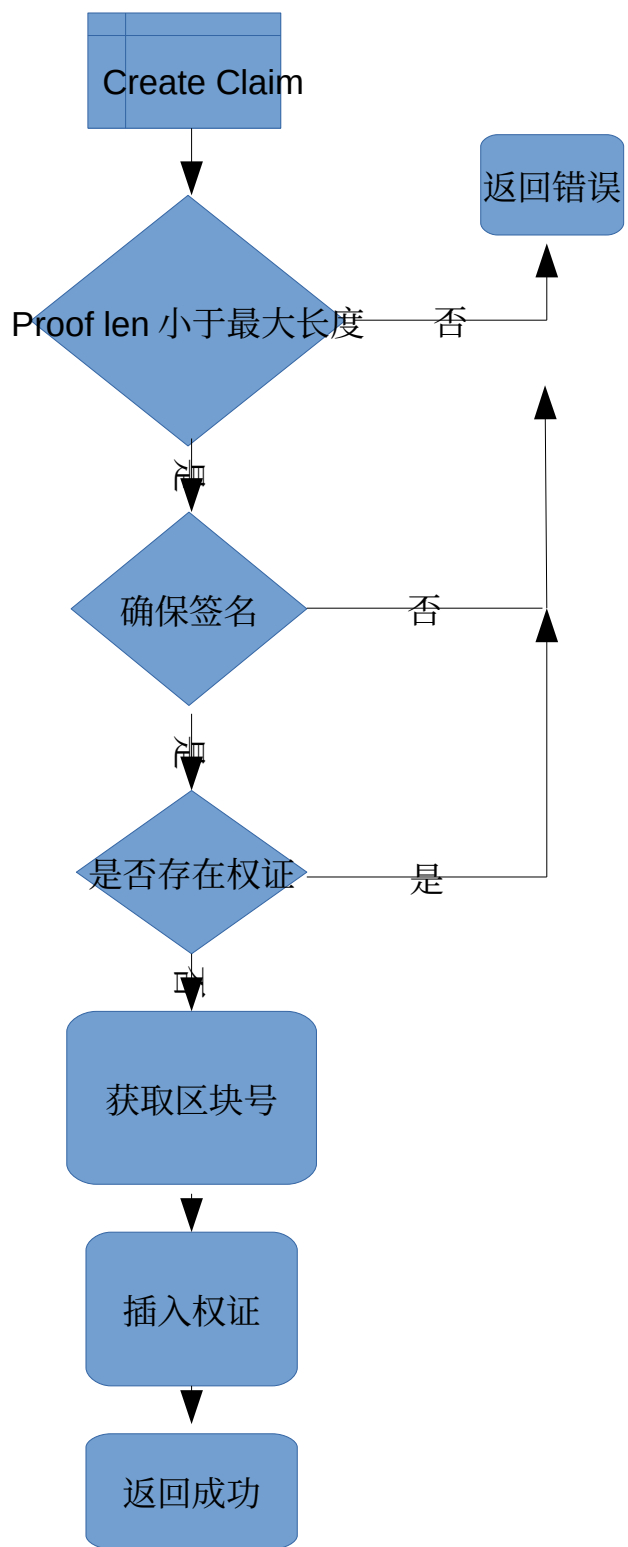 Create Claim
返回错误
Proof len 小于最大长度
否
是
确保签名
否
是
是否存在权证
是
否
获取区块号
插入权证
返回成功